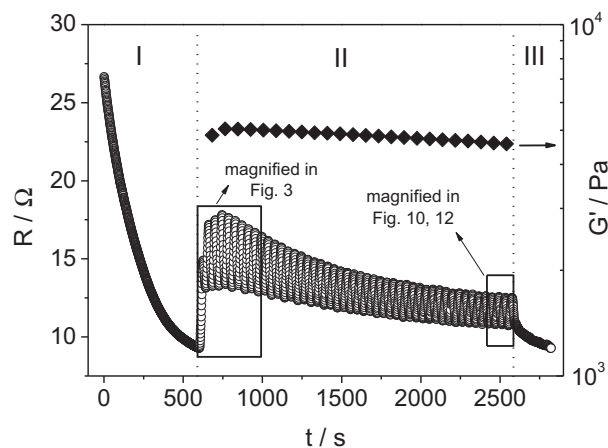 I II III
30
25
20
15
10
R / Ω
10⁴
10³
G' / Pa
magnified in
Fig. 3
magnified in
Fig. 10, 12
0 500 1000 1500 2000 2500
t / s